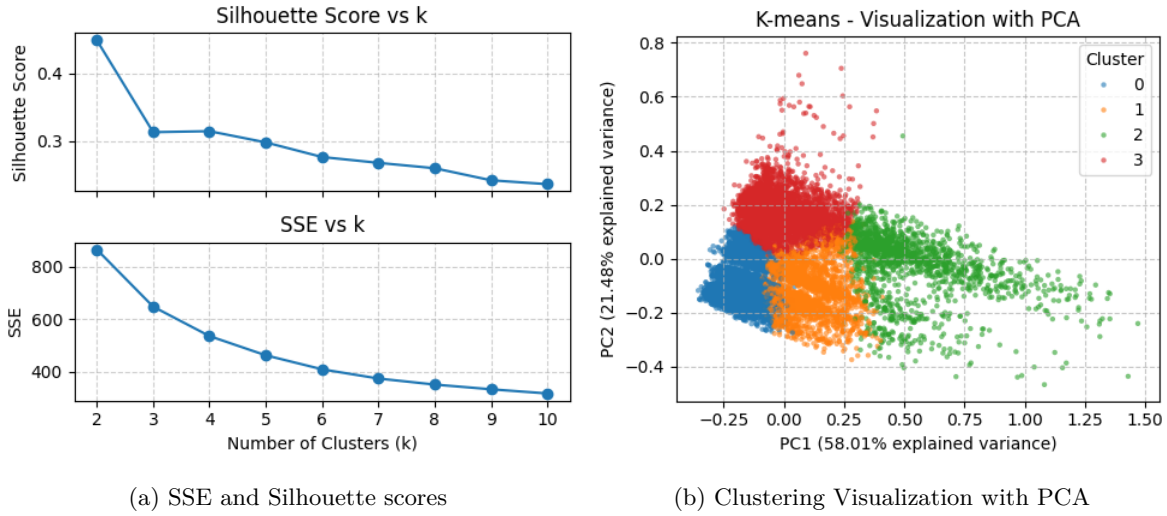 Silhouette Score vs k
Silhouette Score
0.4
0.3
SSE vs k
SSE
800
600
400
2 3 4 5 6 7 8 9 10
Number of Clusters (k)
(a) SSE and Silhouette scores
K-means - Visualization with PCA
PC2 (21.48% explained variance)
0.8
0.6
0.4
0.2
0.0
−0.2
−0.4
Cluster
0
1
2
3
−0.25 0.00 0.25 0.50 0.75 1.00 1.25 1.50
PC1 (58.01% explained variance)
(b) Clustering Visualization with PCA